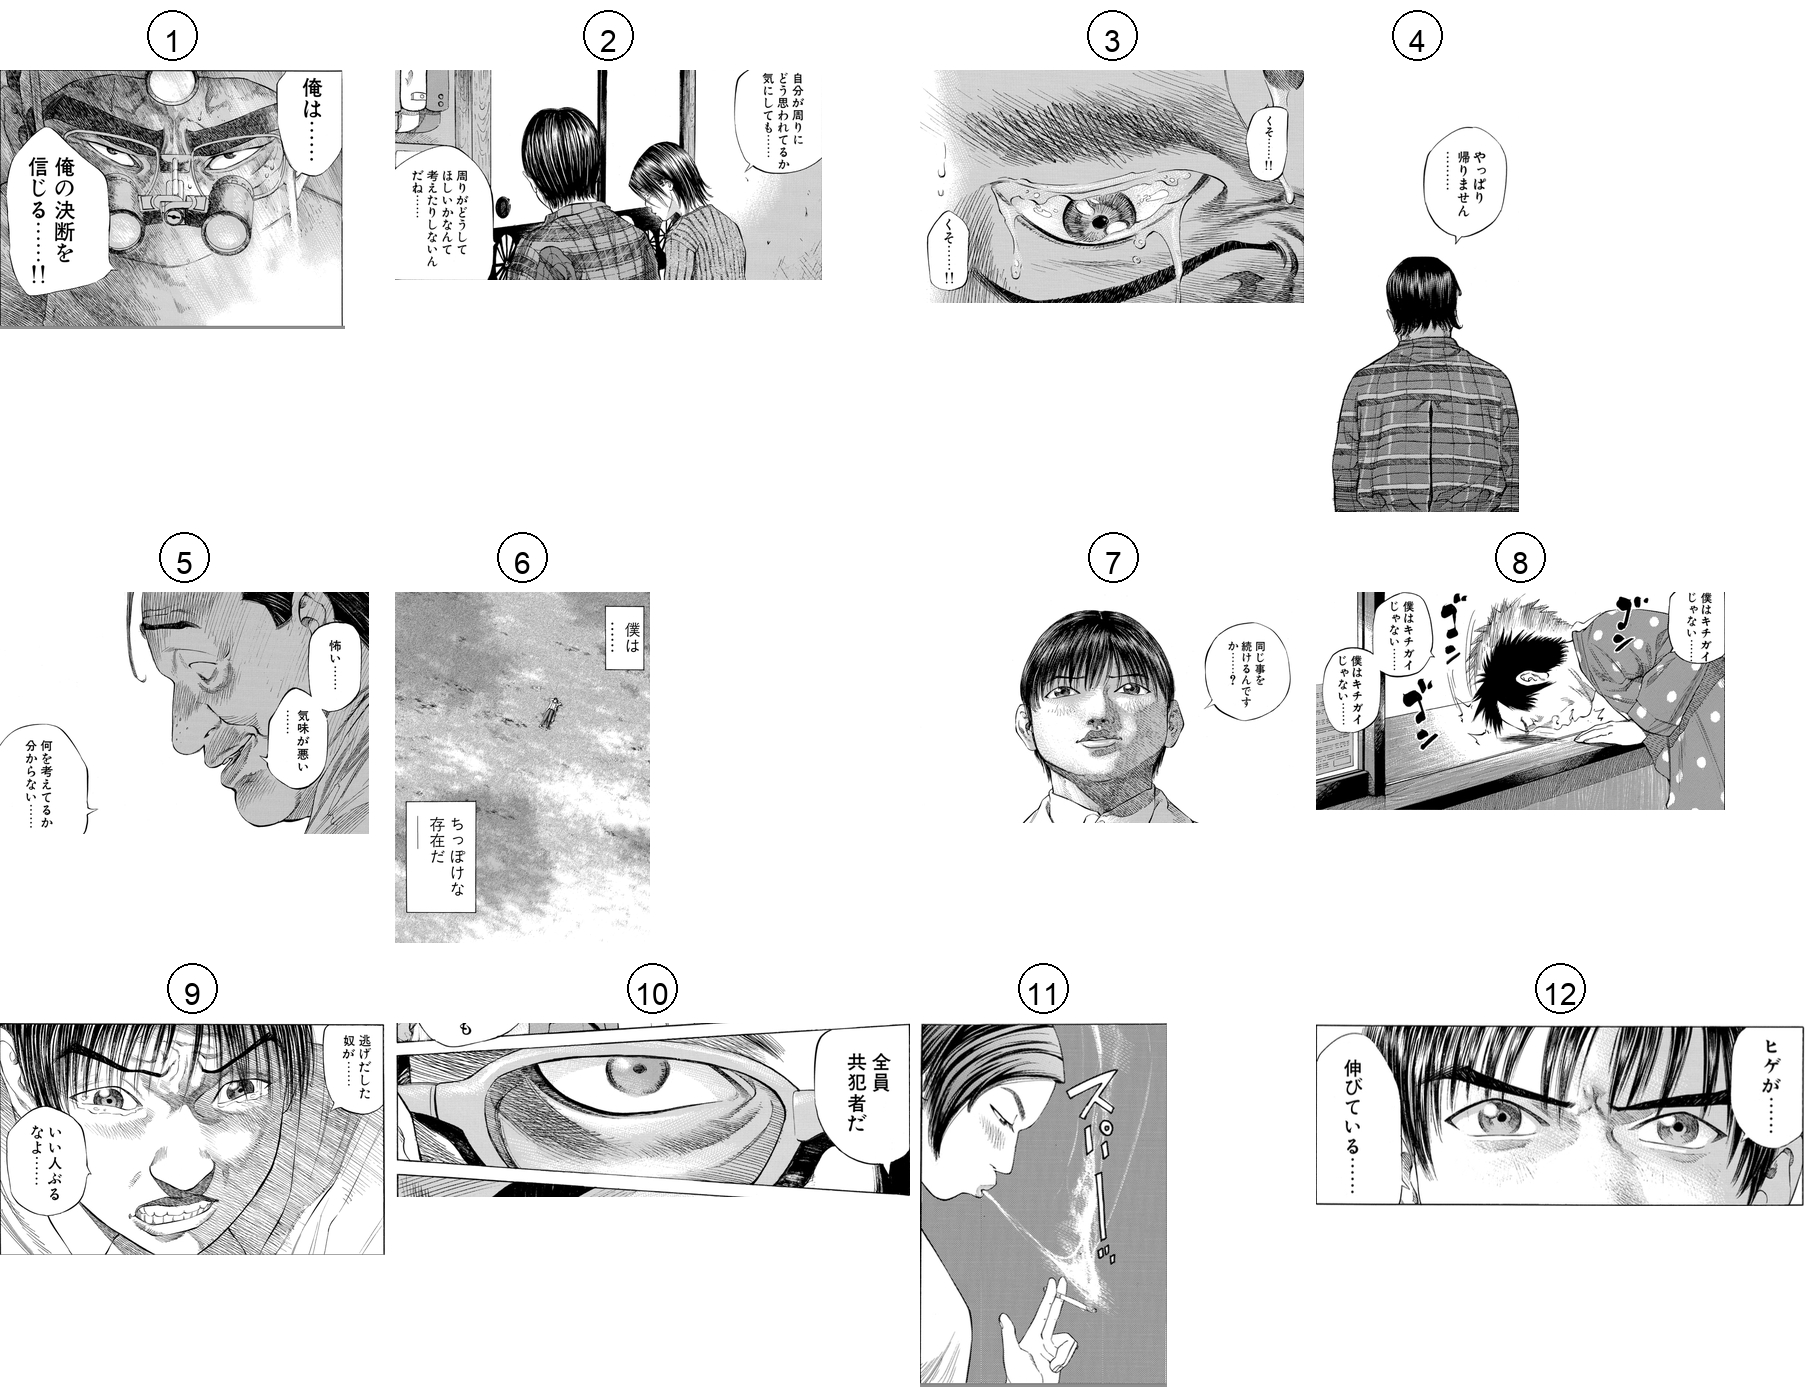 1
俺は……
俺の決断を
信じる……!!
2
自分が周りに
どう思われてるか
気にしても……
周りがどうして
ほしいかなんて
考えたりしないん
だね……
3
くそ……!!
くそ……!!
4
やっぱり
帰りません
………
5
怖い……
気味が悪い
……
何を考えてるか
分からない……
6
僕は
……
ちっぽけな
存在だ
――
7
同じ事を
続けるんです
か……?
8
僕はキチガイ
じゃない……
ゴンッ
ゴンッ
僕はキチガイ
じゃない……
ゴンッ
僕はキチガイ
じゃない……
9
逃げだした
奴が……
いい人ぶる
なよ……
10
も
全員
共犯者だ
11
スパーーッ
12
ヒゲが……
伸びている……